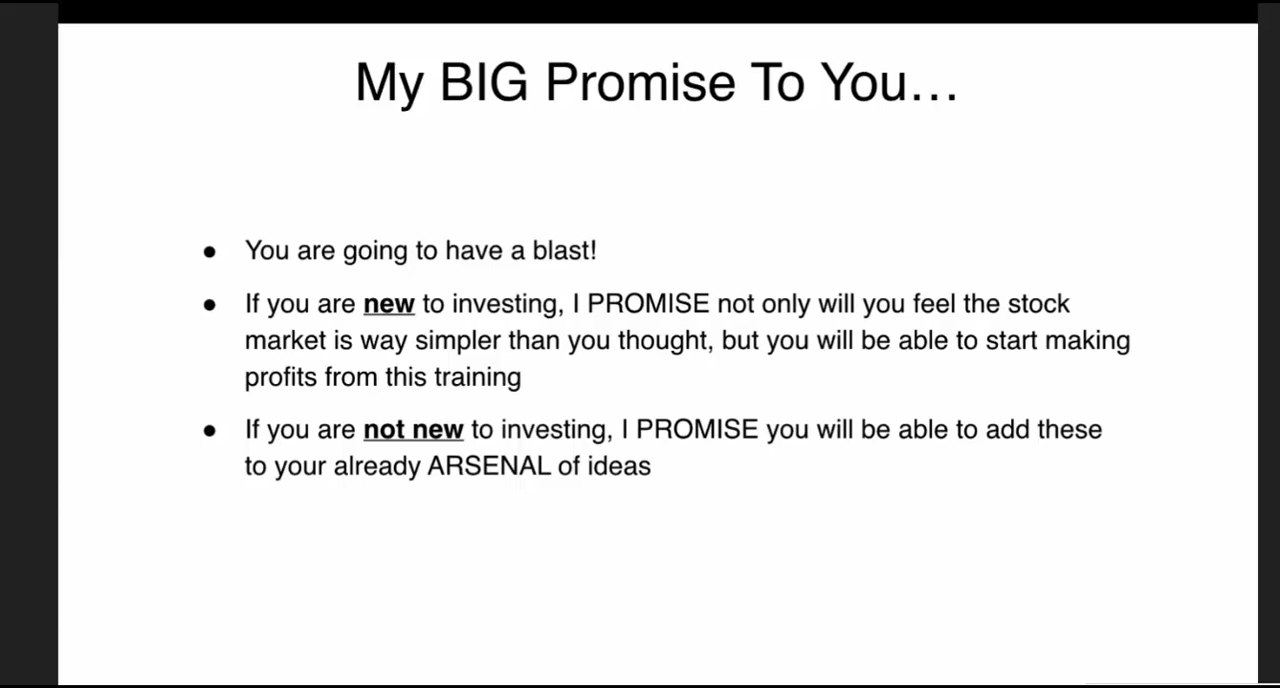 My BIG Promise To You…
● You are going to have a blast!
● If you are new to investing, I PROMISE not only will you feel the stock
market is way simpler than you thought, but you will be able to start making
profits from this training
● If you are not new to investing, I PROMISE you will be able to add these
to your already ARSENAL of ideas